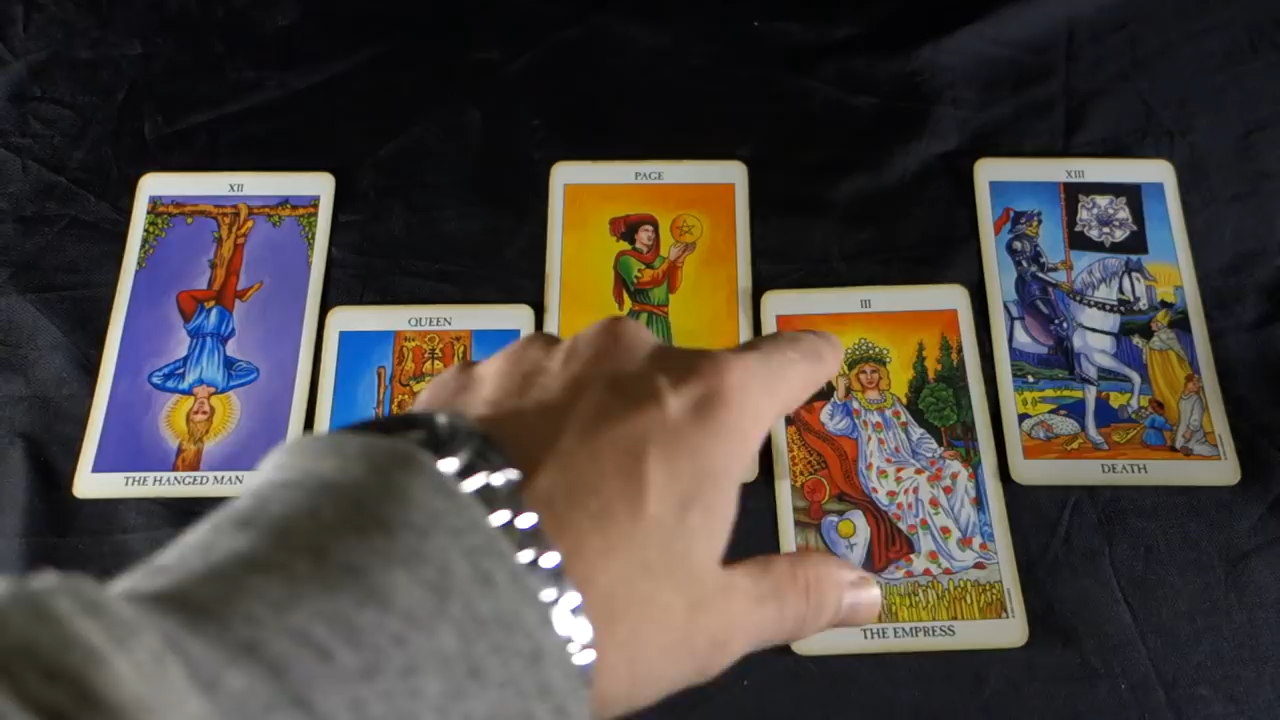 XII
THE HANGED MAN
QUEEN
PAGE
III
THE EMPRESS
XIII
DEATH